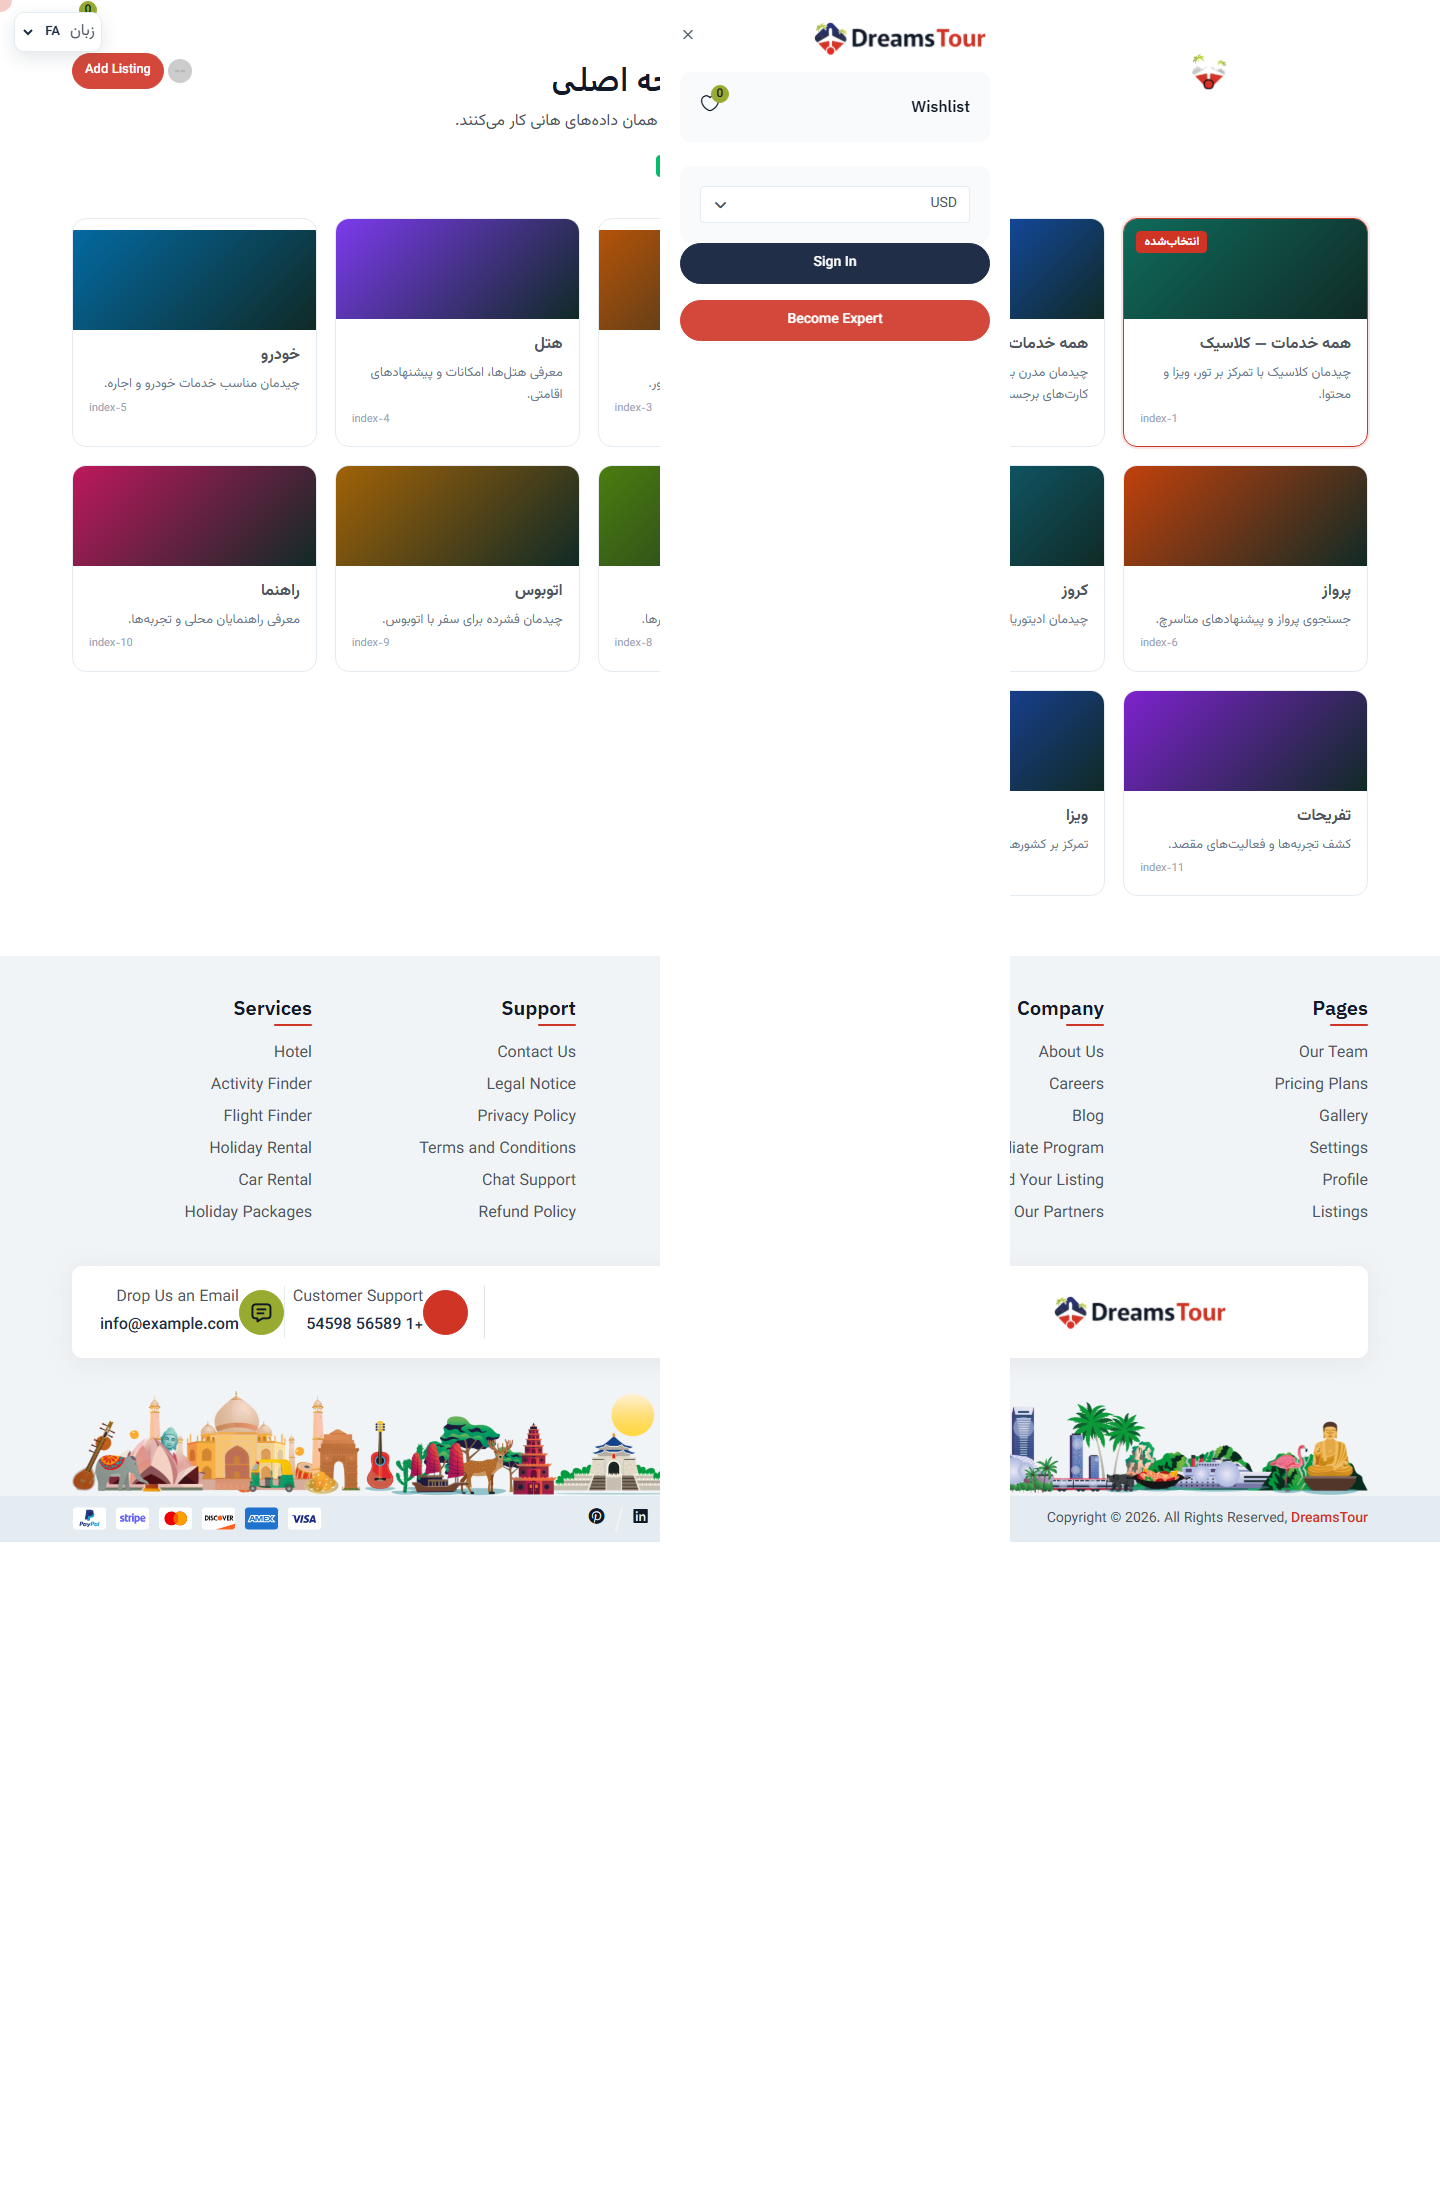 زبان FA
0
Add Listing
DreamsTour
Wishlist
0
USD
Sign In
Become Expert
اصلی
همان داده‌های هانی کار می‌کنند.
انتخاب‌شده
همه خدمات — کلاسیک
چیدمان کلاسیک با تمرکز بر تور، ویزا و
محتوا.
index-1
همه خدمات
چیدمان مدرن
کارت‌های
index-3
هتل
معرفی هتل‌ها، امکانات و پیشنهادهای
اقامتی.
index-4
خودرو
چیدمان مناسب خدمات خودرو و اجاره.
index-5
پرواز
جستجوی پرواز و پیشنهادهای متاسرچ.
index-6
کروز
چیدمان
index-8
اتوبوس
چیدمان فشرده برای سفر با اتوبوس.
index-9
راهنما
معرفی راهنمایان محلی و تجربه‌ها.
index-10
تفریحات
کشف تجربه‌ها و فعالیت‌های مقصد.
index-11
ویزا
تمرکز بر کشورها
Pages
Our Team
Pricing Plans
Gallery
Settings
Profile
Listings
Company
About Us
Careers
Blog
Program
Your Listing
Our Partners
Support
Contact Us
Legal Notice
Privacy Policy
Terms and Conditions
Chat Support
Refund Policy
Services
Hotel
Activity Finder
Flight Finder
Holiday Rental
Car Rental
Holiday Packages
DreamsTour
Customer Support
54598 56589 1+
Drop Us an Email
info@example.com
Copyright © 2026. All Rights Reserved, DreamsTour
PayPal stripe DISCOVER AMEX VISA